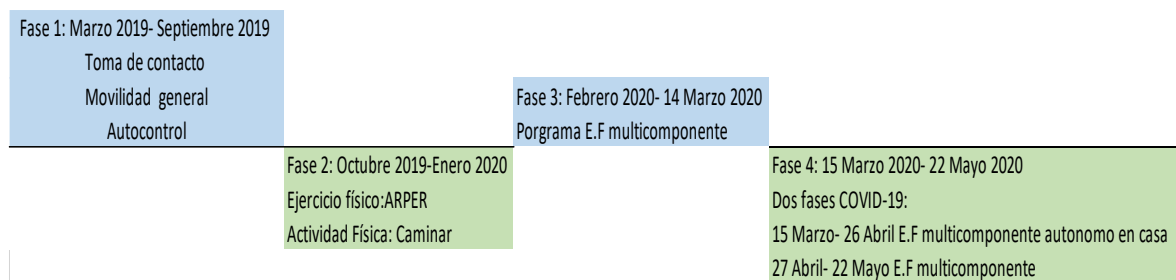 Fase 1: Marzo 2019- Septiembre 2019
Toma de contacto
Movilidad general
Autocontrol
Fase 2: Octubre 2019-Enero 2020
Ejercicio físico:ARPER
Actividad Física: Caminar
Fase 3: Febrero 2020- 14 Marzo 2020
Porgrama E.F multicomponente
Fase 4: 15 Marzo 2020- 22 Mayo 2020
Dos fases COVID-19:
15 Marzo- 26 Abril E.F multicomponente autonomo en casa
27 Abril- 22 Mayo E.F multicomponente